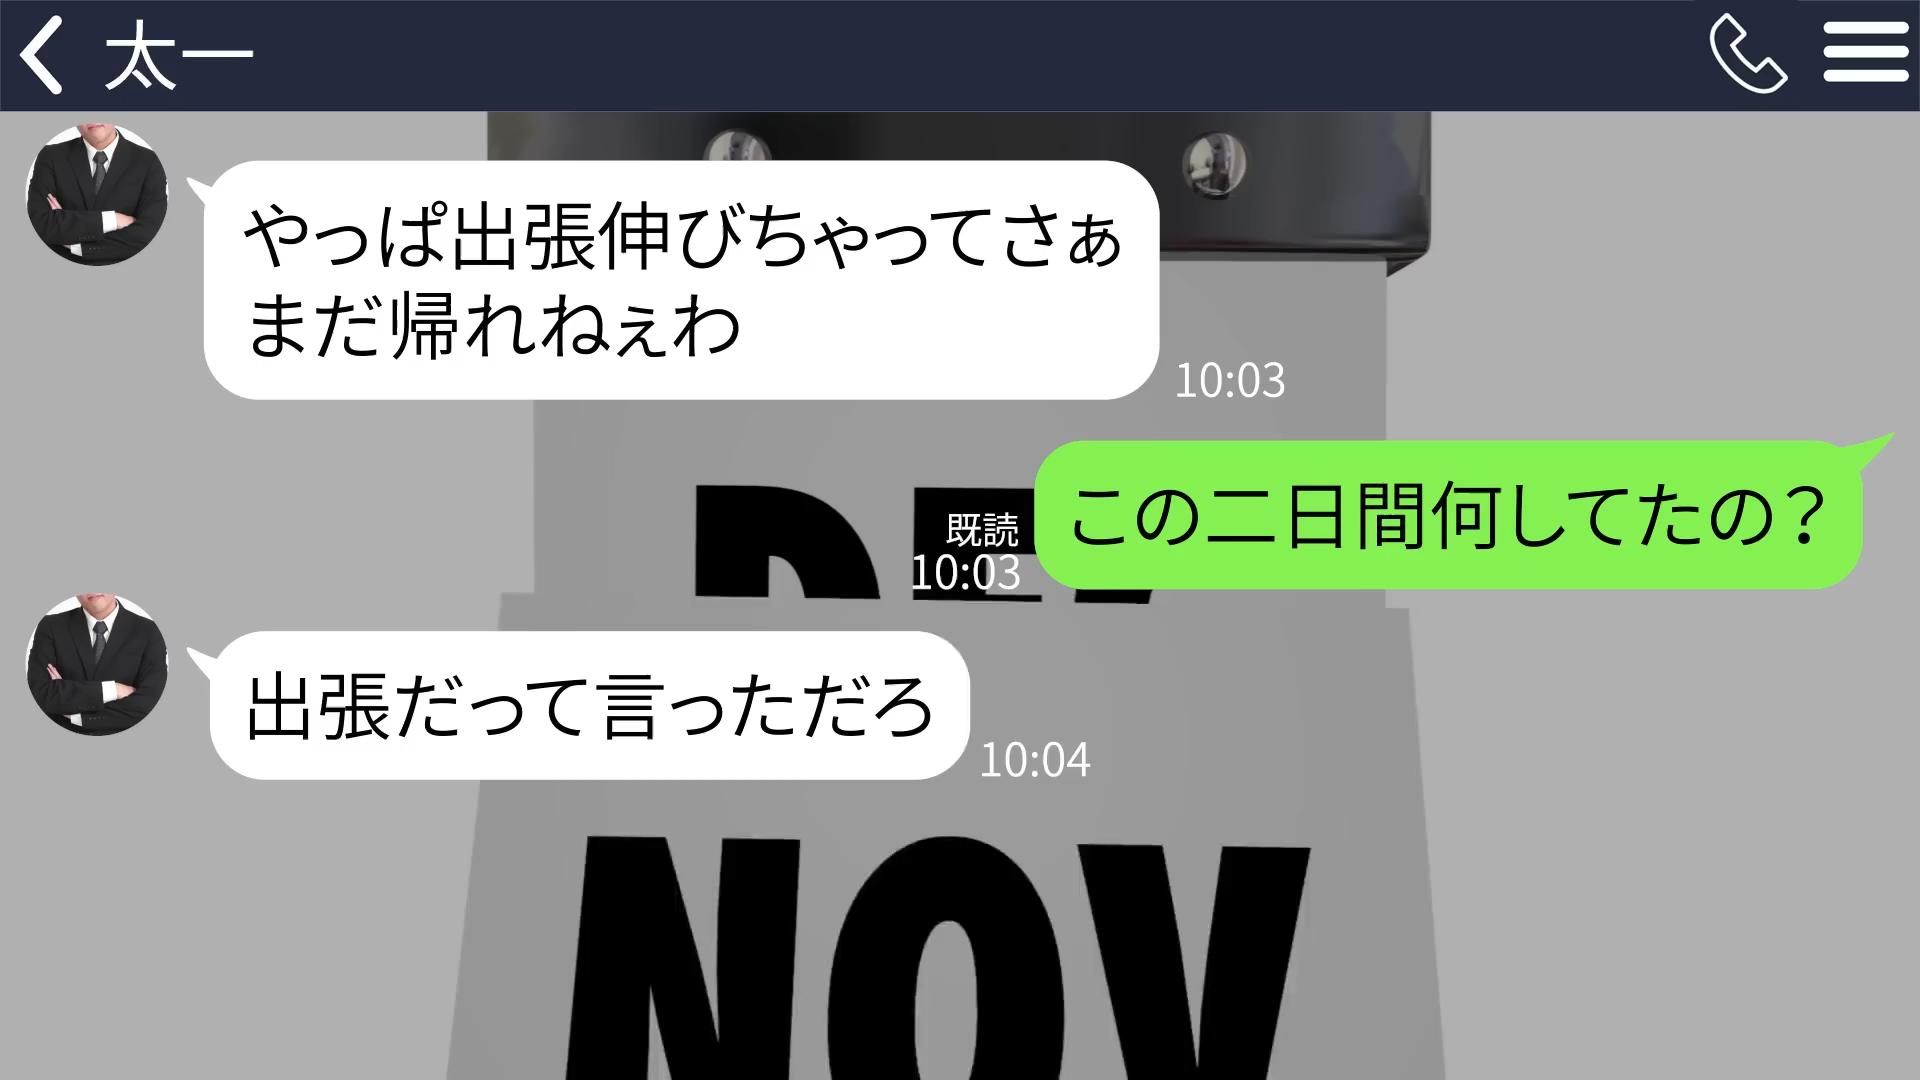 太一
やっぱ出張伸びちゃってさぁ
まだ帰れねぇわ
10:03
この二日間何してたの？
既読
10:03
出張だって言っただろ
10:04
NOV